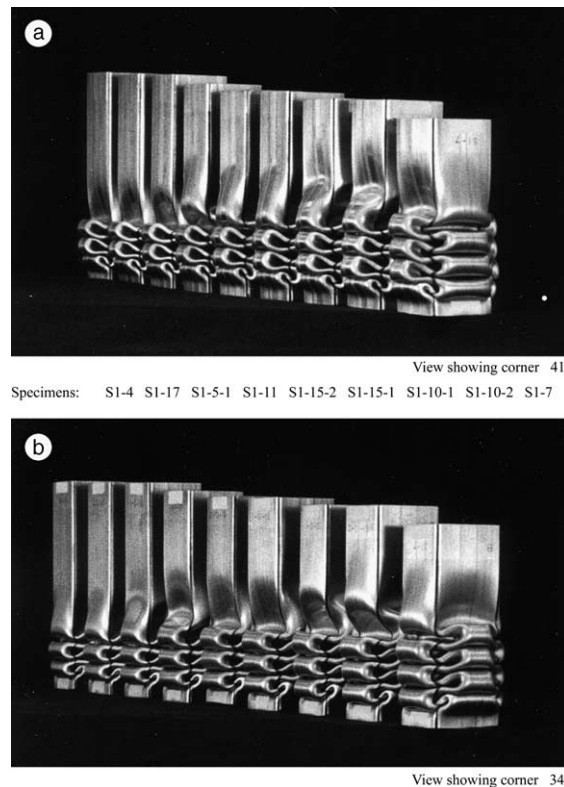 a
View showing corner 41
Specimens: S1-4 S1-17 S1-5-1 S1-11 S1-15-2 S1-15-1 S1-10-1 S1-10-2 S1-7
b
View showing corner 34